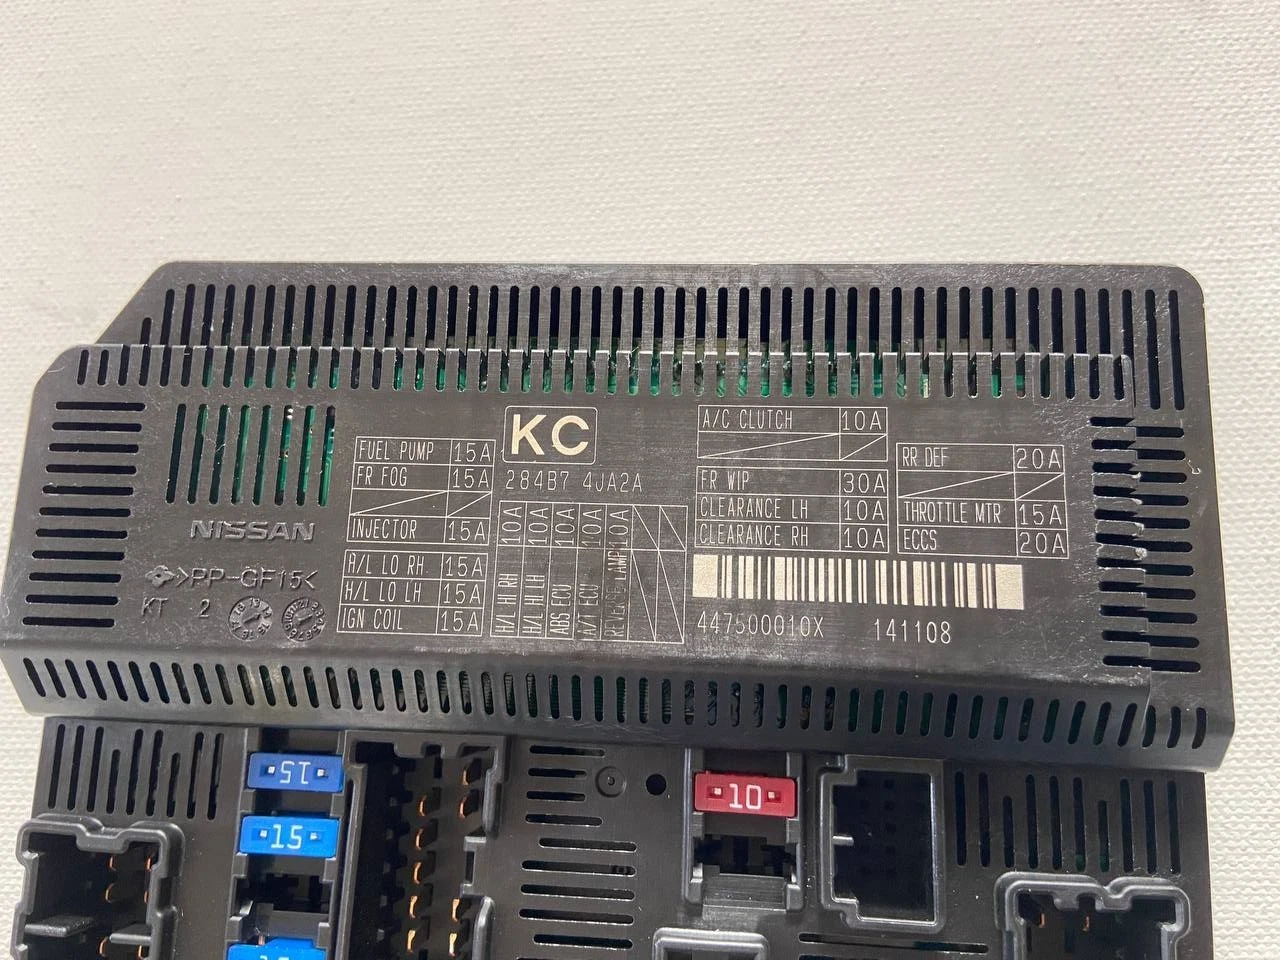 KC
284B7 4JA2A
FUEL PUMP 15A
FR FOG 15A
INJECTOR 15A
H/L LO RH 15A
H/L LO LH 15A
IGN COIL 15A
NISSAN
>PP-GF15<
KT 2
H/L HI RH 10A
H/L HI LH 10A
ABS ECU 10A
A/T ECU 10A
REVERSE LAMP 10A
A/C CLUTCH 10A
FR WIP 30A
CLEARANCE LH 10A
CLEARANCE RH 10A
RR DEF 20A
THROTTLE MTR 15A
ECCS 20A
447500010X 141108
15
15
10